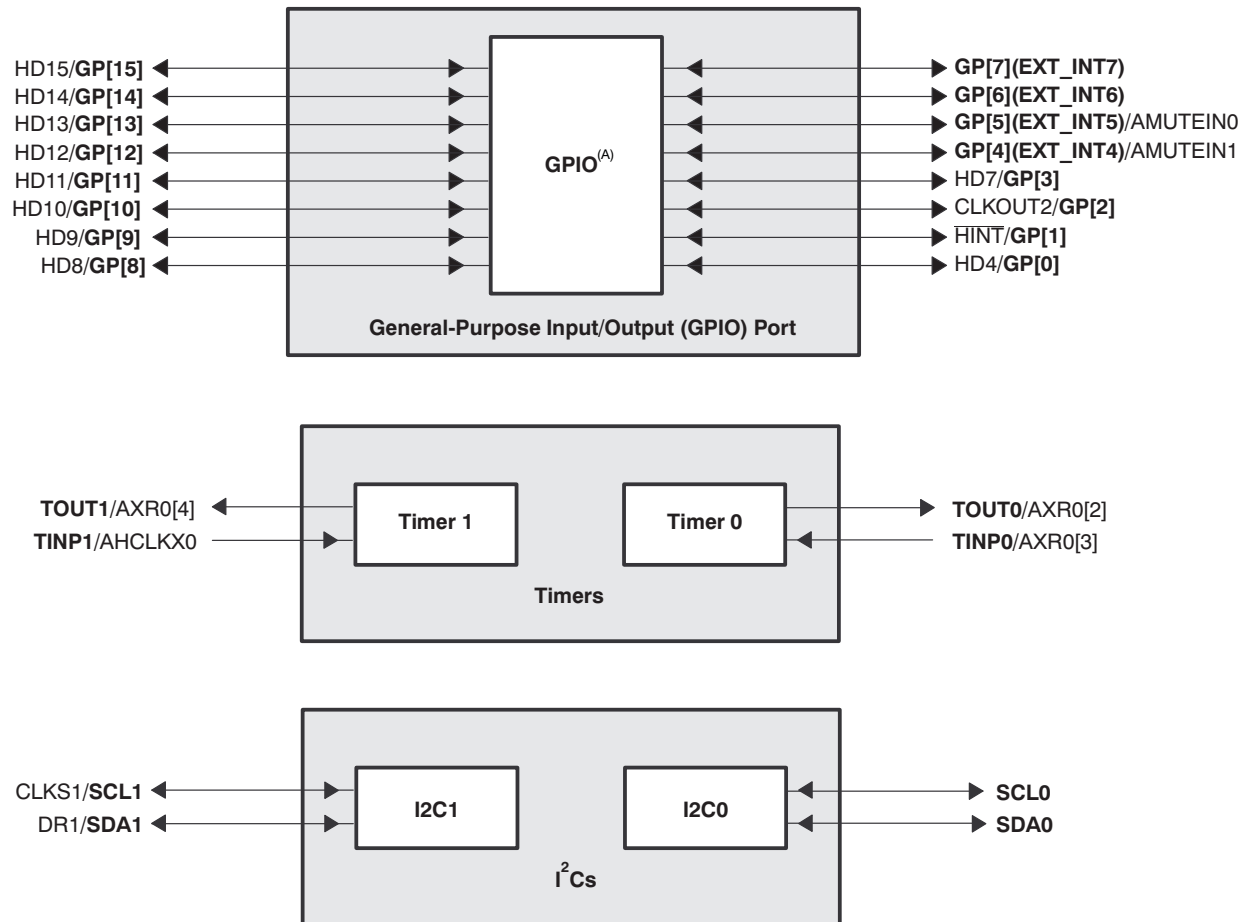 HD15/GP[15]
HD14/GP[14]
HD13/GP[13]
HD12/GP[12]
HD11/GP[11]
HD10/GP[10]
HD9/GP[9]
HD8/GP[8]
GPIO(A)
GP[7](EXT_INT7)
GP[6](EXT_INT6)
GP[5](EXT_INT5)/AMUTEIN0
GP[4](EXT_INT4)/AMUTEIN1
HD7/GP[3]
CLKOUT2/GP[2]
H̅I̅N̅T̅/GP[1]
HD4/GP[0]
General-Purpose Input/Output (GPIO) Port
TOUT1/AXR0[4]
TINP1/AHCLKX0
Timer 1
Timer 0
TOUT0/AXR0[2]
TINP0/AXR0[3]
Timers
CLKS1/SCL1
DR1/SDA1
I2C1
I2C0
SCL0
SDA0
I²Cs